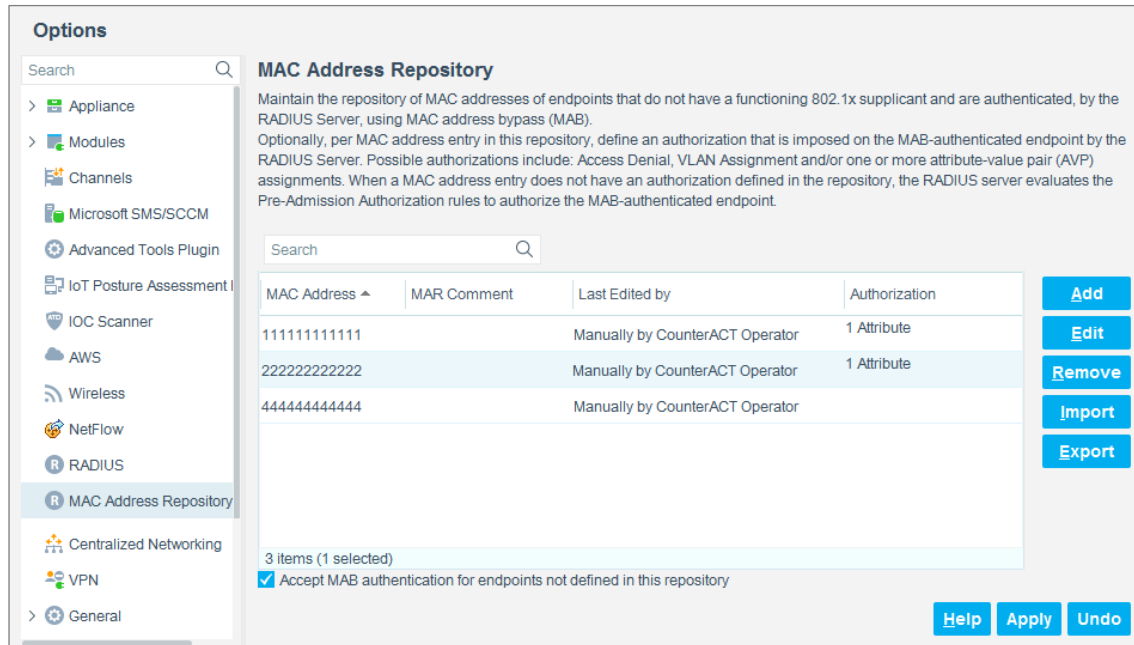 Options
Search
Appliance
Modules
Channels
Microsoft SMS/SCCM
Advanced Tools Plugin
IoT Posture Assessment
IOC Scanner
AWS
Wireless
NetFlow
RADIUS
MAC Address Repository
Centralized Networking
VPN
General
MAC Address Repository
Maintain the repository of MAC addresses of endpoints that do not have a functioning 802.1x supplicant and are authenticated, by the
RADIUS Server, using MAC address bypass (MAB).
Optionally, per MAC address entry in this repository, define an authorization that is imposed on the MAB-authenticated endpoint by the
RADIUS Server. Possible authorizations include: Access Denial, VLAN Assignment and/or one or more attribute-value pair (AVP)
assignments. When a MAC address entry does not have an authorization defined in the repository, the RADIUS server evaluates the
Pre-Admission Authorization rules to authorize the MAB-authenticated endpoint.
Search
MAC Address MAR Comment Last Edited by Authorization
111111111111 Manually by CounterACT Operator 1 Attribute
222222222222 Manually by CounterACT Operator 1 Attribute
444444444444 Manually by CounterACT Operator
3 items (1 selected)
Accept MAB authentication for endpoints not defined in this repository
Add
Edit
Remove
Import
Export
Help Apply Undo